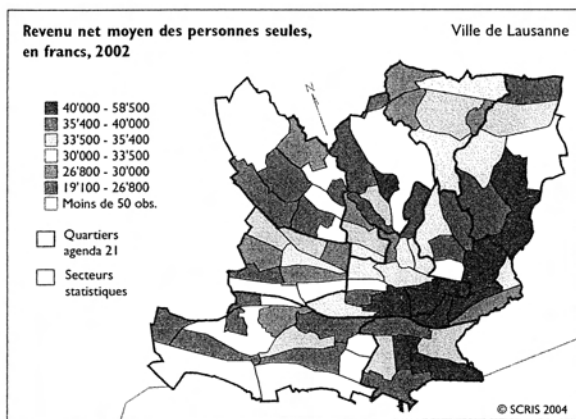 Revenu net moyen des personnes seules,
en francs, 2002
Ville de Lausanne
N
40'000 - 58'500
35'400 - 40'000
33'500 - 35'400
30'000 - 33'500
26'800 - 30'000
19'100 - 26'800
Moins de 50 obs.
Quartiers
agenda 21
Secteurs
statistiques
© SCRIS 2004